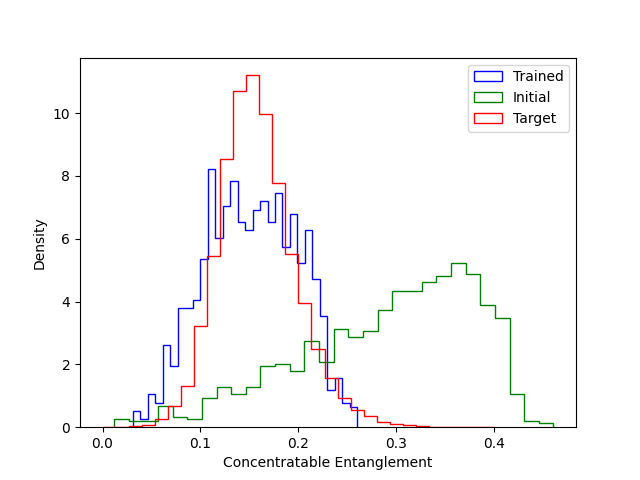 Trained
Initial
Target
10
8
6
4
2
0
Density
0.0 0.1 0.2 0.3 0.4
Concentratable Entanglement